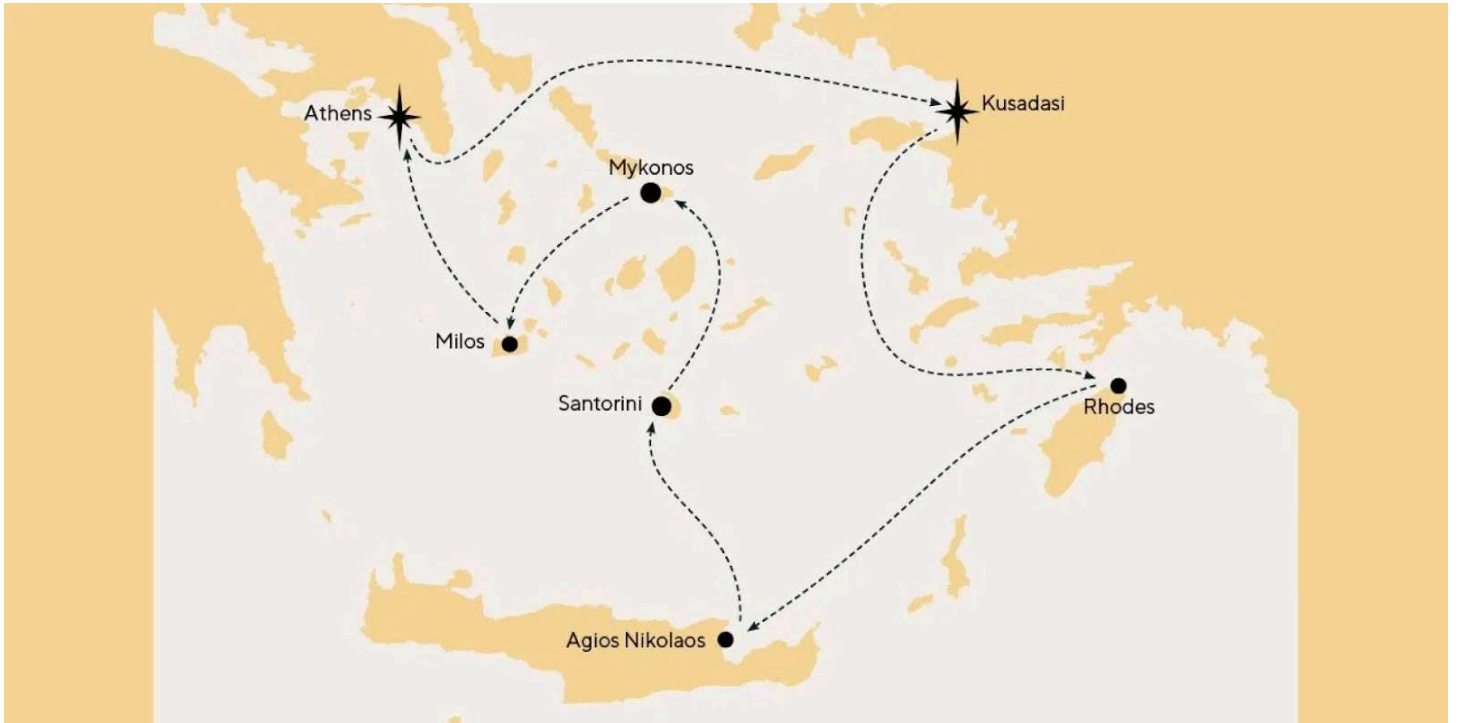 Athens
Kusadasi
Mykonos
Milos
Santorini
Rhodes
Agios Nikolaos